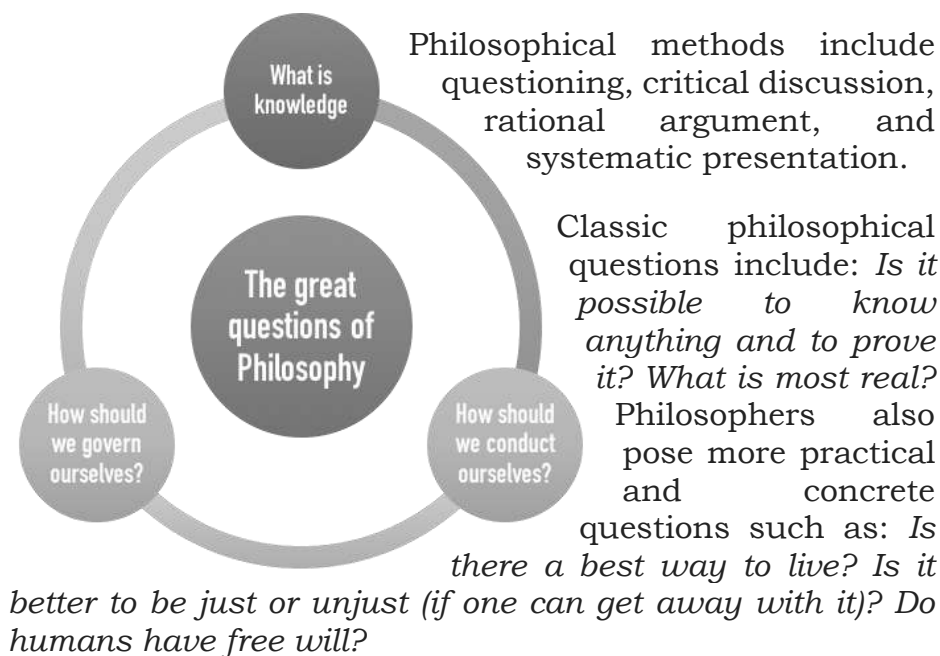 What is
knowledge
The great
questions of
Philosophy
How should
we govern
ourselves?
How should
we conduct
ourselves?
Philosophical methods include
questioning, critical discussion,
rational argument, and
systematic presentation.
Classic philosophical
questions include: Is it
possible to know
anything and to prove
it? What is most real?
Philosophers also
pose more practical
and concrete
questions such as: Is
there a best way to live? Is it
better to be just or unjust (if one can get away with it)? Do
humans have free will?